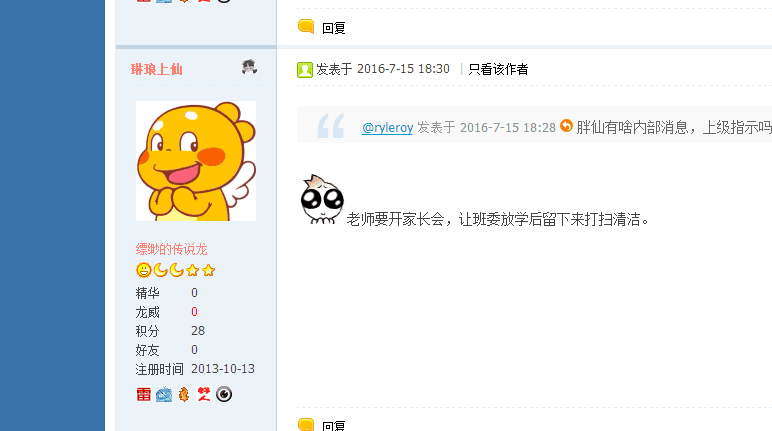 回复
琳琅上仙
发表于 2016-7-15 18:30 |只看该作者
@ryleroy 发表于 2016-7-15 18:28 胖仙有啥内部消息，上级指示吗
老师要开家长会，让班委放学后留下来打扫清洁。
缥缈的传说龙
精华 0
龙威 0
积分 28
好友 0
注册时间 2013-10-13
雷
回复